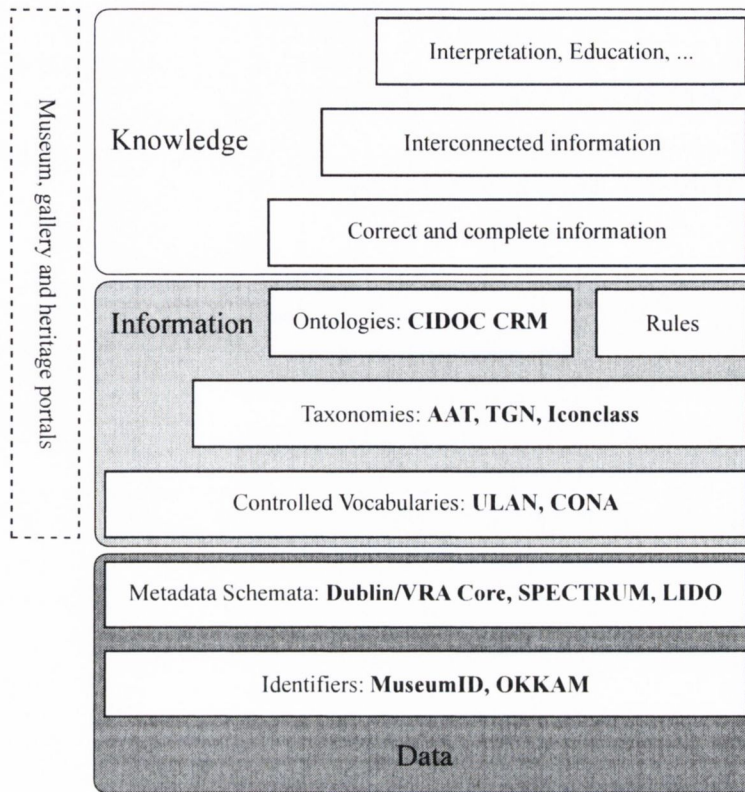 Museum, gallery and heritage portals
Interpretation, Education, ...
Knowledge
Interconnected information
Correct and complete information
Information
Ontologies: CIDOC CRM
Rules
Taxonomies: AAT, TGN, Iconclass
Controlled Vocabularies: ULAN, CONA
Metadata Schemata: Dublin/VRA Core, SPECTRUM, LIDO
Identifiers: MuseumID, OKKAM
Data